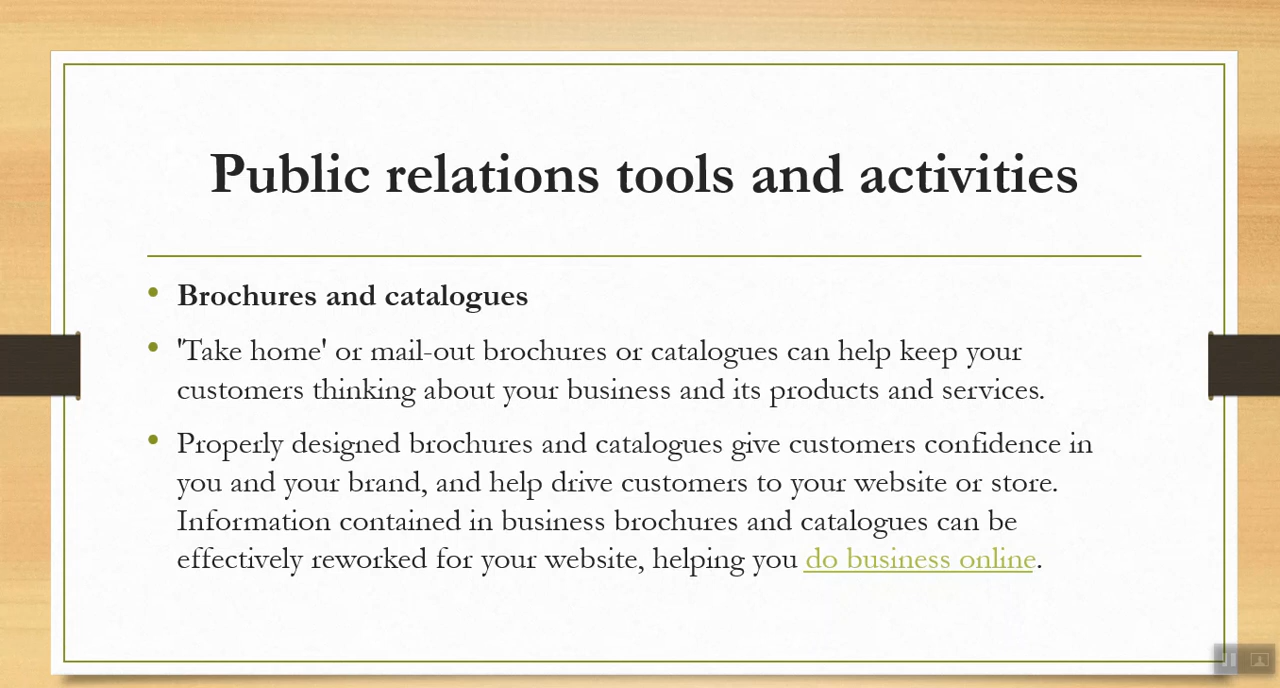 Public relations tools and activities
• Brochures and catalogues
• 'Take home' or mail-out brochures or catalogues can help keep your
customers thinking about your business and its products and services.
• Properly designed brochures and catalogues give customers confidence in
you and your brand, and help drive customers to your website or store.
Information contained in business brochures and catalogues can be
effectively reworked for your website, helping you do business online.